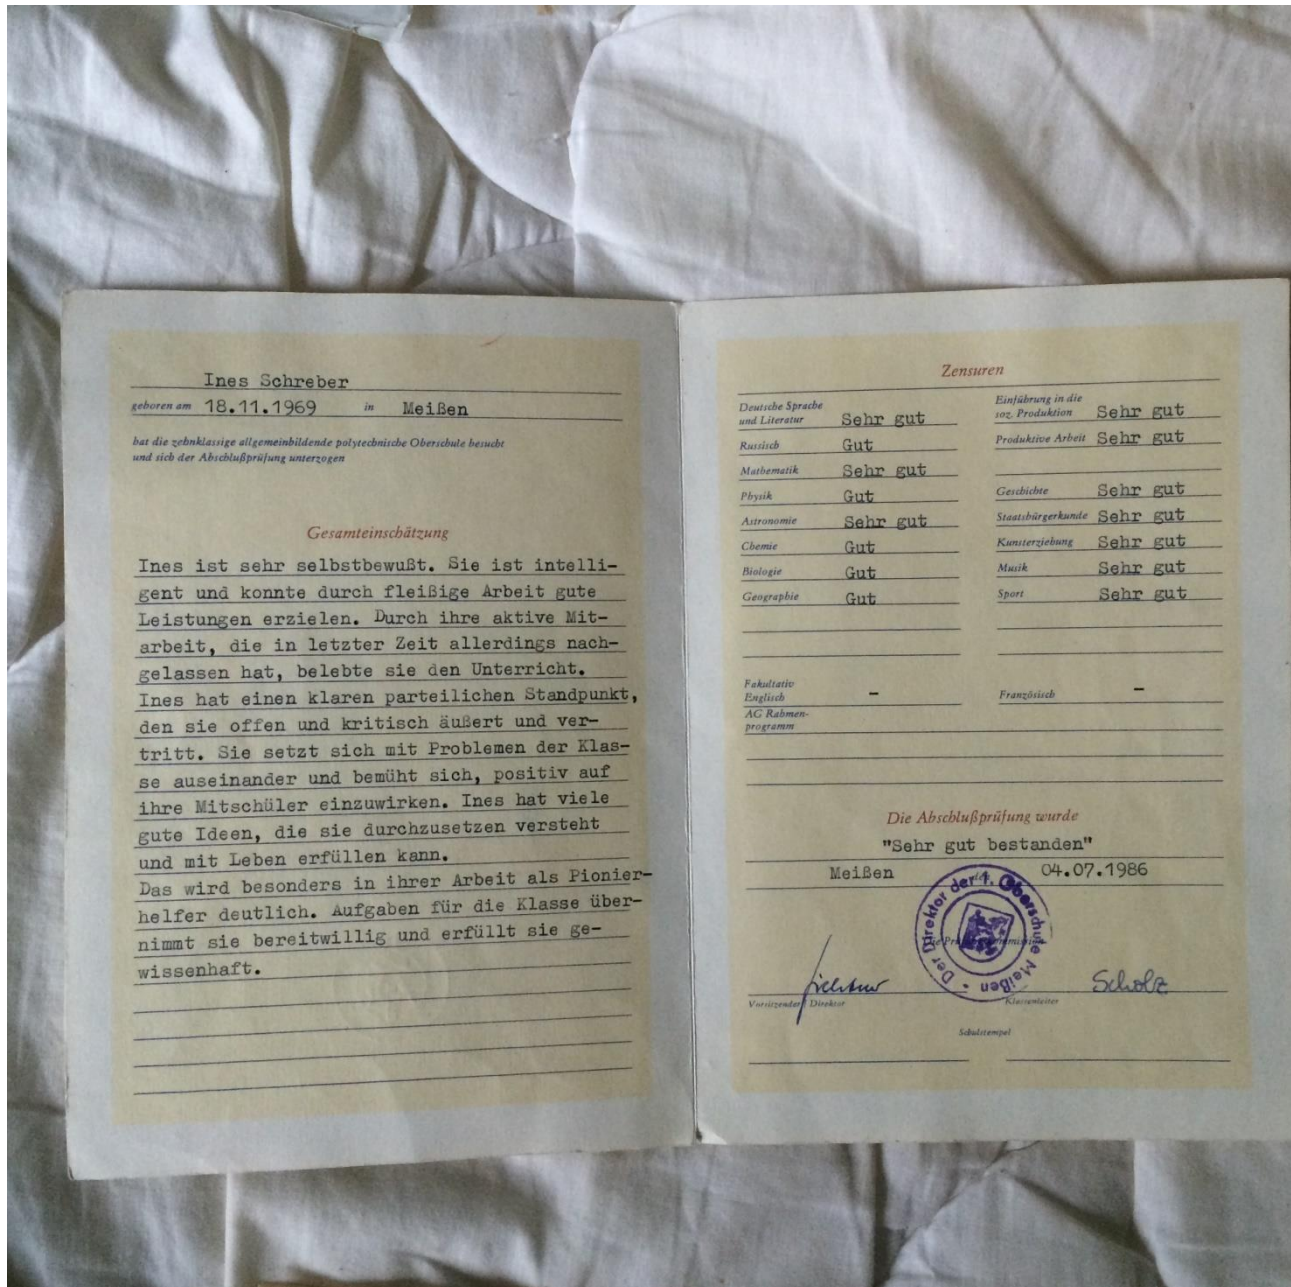 Ines Schreber
geboren am 18.11.1969 in Meißen
hat die zehnklassige allgemeinbildende polytechnische Oberschule besucht
und sich der Abschlußprüfung unterzogen
Gesamteinschätzung
Ines ist sehr selbstbewußt. Sie ist intelli-
gent und konnte durch fleißige Arbeit gute
Leistungen erzielen. Durch ihre aktive Mit-
arbeit, die in letzter Zeit allerdings nach-
gelassen hat, belebte sie den Unterricht.
Ines hat einen klaren parteilichen Standpunkt,
den sie offen und kritisch äußert und ver-
tritt. Sie setzt sich mit Problemen der Klas-
se auseinander und bemüht sich, positiv auf
ihre Mitschüler einzuwirken. Ines hat viele
gute Ideen, die sie durchzusetzen versteht
und mit Leben erfüllen kann.
Das wird besonders in ihrer Arbeit als Pionier-
helfer deutlich. Aufgaben für die Klasse über-
nimmt sie bereitwillig und erfüllt sie ge-
wissenhaft.
Zensuren
Deutsche Sprache
und Literatur Sehr gut
Russisch Gut
Mathematik Sehr gut
Physik Gut
Astronomie Sehr gut
Chemie Gut
Biologie Gut
Geographie Gut
Einführung in die
soz. Produktion Sehr gut
Produktive Arbeit Sehr gut
Geschichte Sehr gut
Staatsbürgerkunde Sehr gut
Kunsterziehung Sehr gut
Musik Sehr gut
Sport Sehr gut
Fakultativ
Englisch -
Französisch -
AG Rahmen-
programm
Die Abschlußprüfung wurde
"Sehr gut bestanden"
Meißen 04.07.1986
Der Direktor der 4. Oberschule Meißen
Die Prüfungskommission
Scholz
Vorsitzender / Direktor
Klassenleiter
Schulstempel